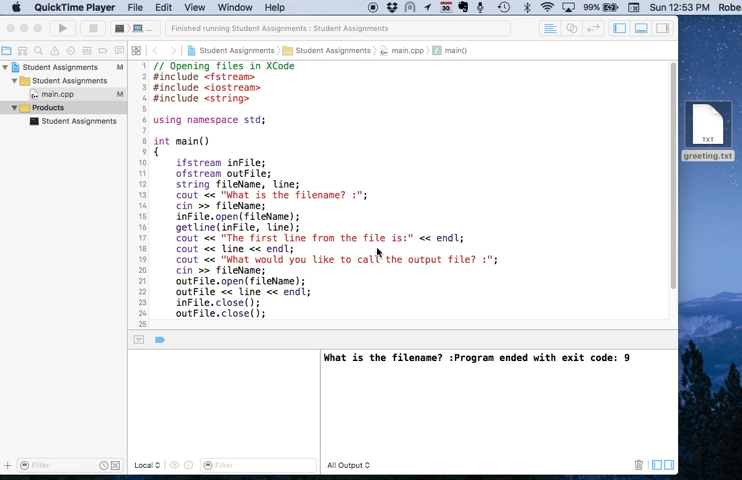 QuickTime Player File Edit View Window Help 30 99% Sun 12:53 PM Robe
Finished running Student Assignments : Student Assignments
Student Assignments Student Assignments main.cpp main()
Student Assignments M
Student Assignments
main.cpp M
Products
Student Assignments
1 // Opening files in XCode
2 #include <fstream>
3 #include <iostream>
4 #include <string>
5
6 using namespace std;
7
8 int main()
9 {
10 ifstream inFile;
11 ofstream outFile;
12 string fileName, line;
13 cout << "What is the filename? :";
14 cin >> fileName;
15 inFile.open(fileName);
16 getline(inFile, line);
17 cout << "The first line from the file is:" << endl;
18 cout << line << endl;
19 cout << "What would you like to call the output file? :";
20 cin >> fileName;
21 outFile.open(fileName);
22 outFile << line << endl;
23 inFile.close();
24 outFile.close();
25
TXT
greeting.txt
What is the filename? :Program ended with exit code: 9
Filter
Local
Filter
All Output